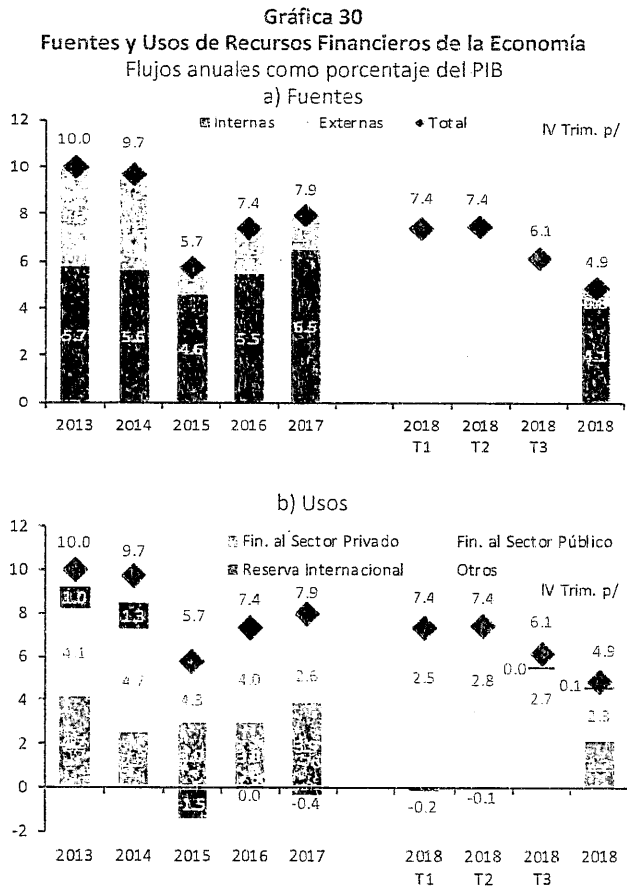 Gráfica 30
Fuentes y Usos de Recursos Financieros de la Economía
Flujos anuales como porcentaje del PIB
a) Fuentes
Internas Externas Total IV Trim. p/
12
10
8
6
4
2
0
10.0 9.7 5.7 7.4 7.9 7.4 7.4 6.1 4.9
5.7 5.6 4.6 5.5 6.5 4.1
2013 2014 2015 2016 2017 2018 2018 2018 2018
T1 T2 T3
b) Usos
Fin. al Sector Privado Fin. al Sector Público
Reserva Internacional Otros
IV Trim. p/
12
10
8
6
4
2
0
-2
10.0 9.7 5.7 7.4 7.9 7.4 7.4 6.1 4.9
1.0 1.3 0.0 0.1
4.1 4.7 4.3 4.0 2.6 2.5 2.8 2.7 2.3
0.0 -0.4 -0.2 -0.1
2013 2014 2015 2016 2017 2018 2018 2018 2018
T1 T2 T3